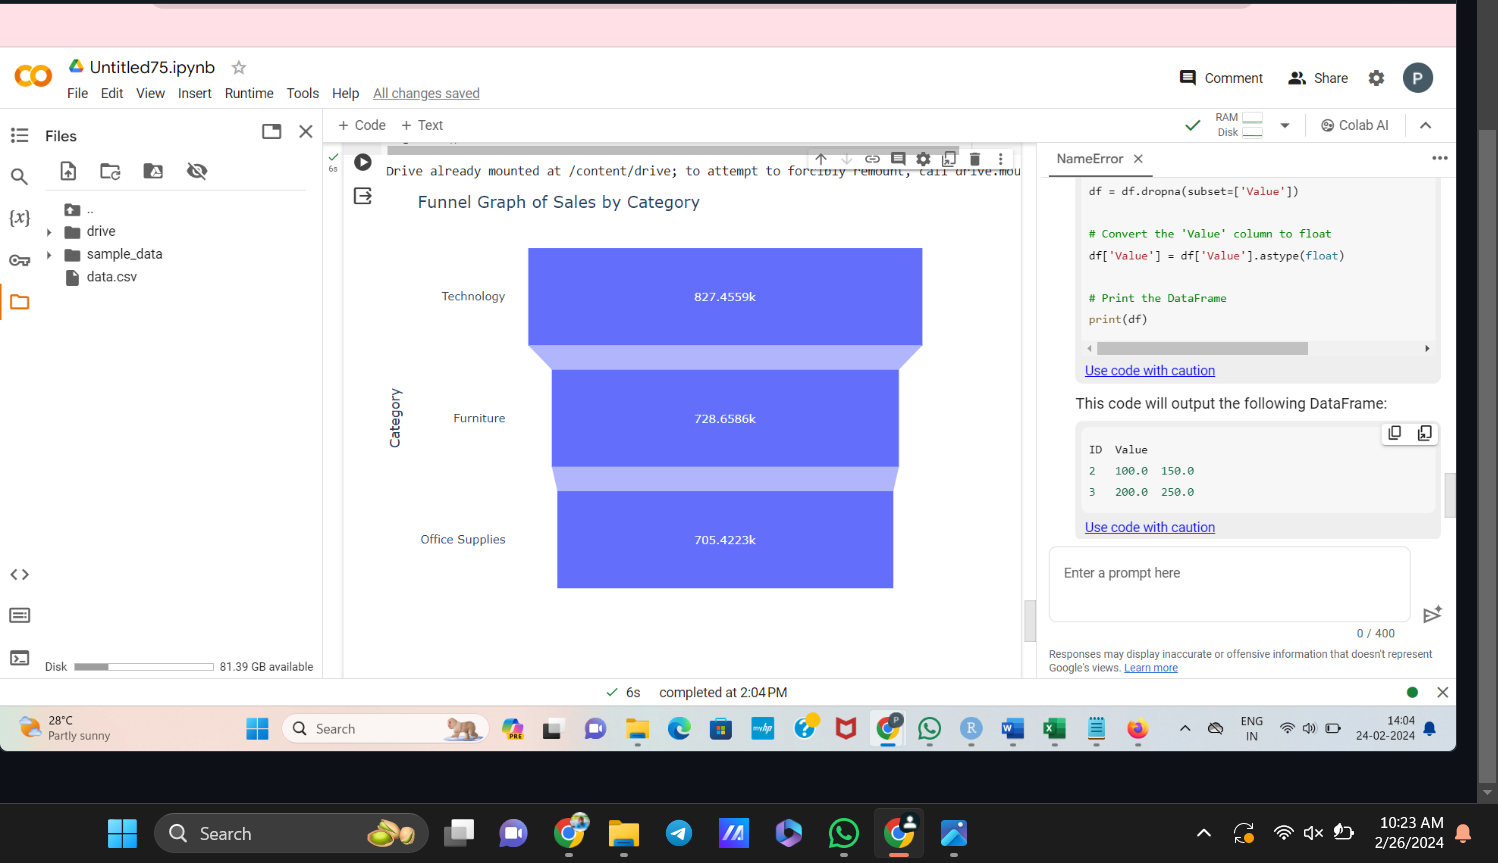 Untitled75.ipynb
File Edit View Insert Runtime Tools Help All changes saved
Comment Share P
Files
+ Code + Text
RAM
Disk
Colab AI
..
drive
sample_data
data.csv
{x}
Disk 81.39 GB available
6s
Drive already mounted at /content/drive; to attempt to forcibly remount, call drive.mou
Funnel Graph of Sales by Category
Category
Technology 827.4559k
Furniture 728.6586k
Office Supplies 705.4223k
NameError
df = df.dropna(subset=['Value'])
# Convert the 'Value' column to float
df['Value'] = df['Value'].astype(float)
# Print the DataFrame
print(df)
Use code with caution
This code will output the following DataFrame:
ID Value
2 100.0 150.0
3 200.0 250.0
Use code with caution
Enter a prompt here
0 / 400
Responses may display inaccurate or offensive information that doesn't represent
Google's views. Learn more
6s completed at 2:04 PM
28°C
Partly sunny
Search
PRE
myhp
P
R
W
X
ENG
IN
14:04
24-02-2024
Search
10:23 AM
2/26/2024